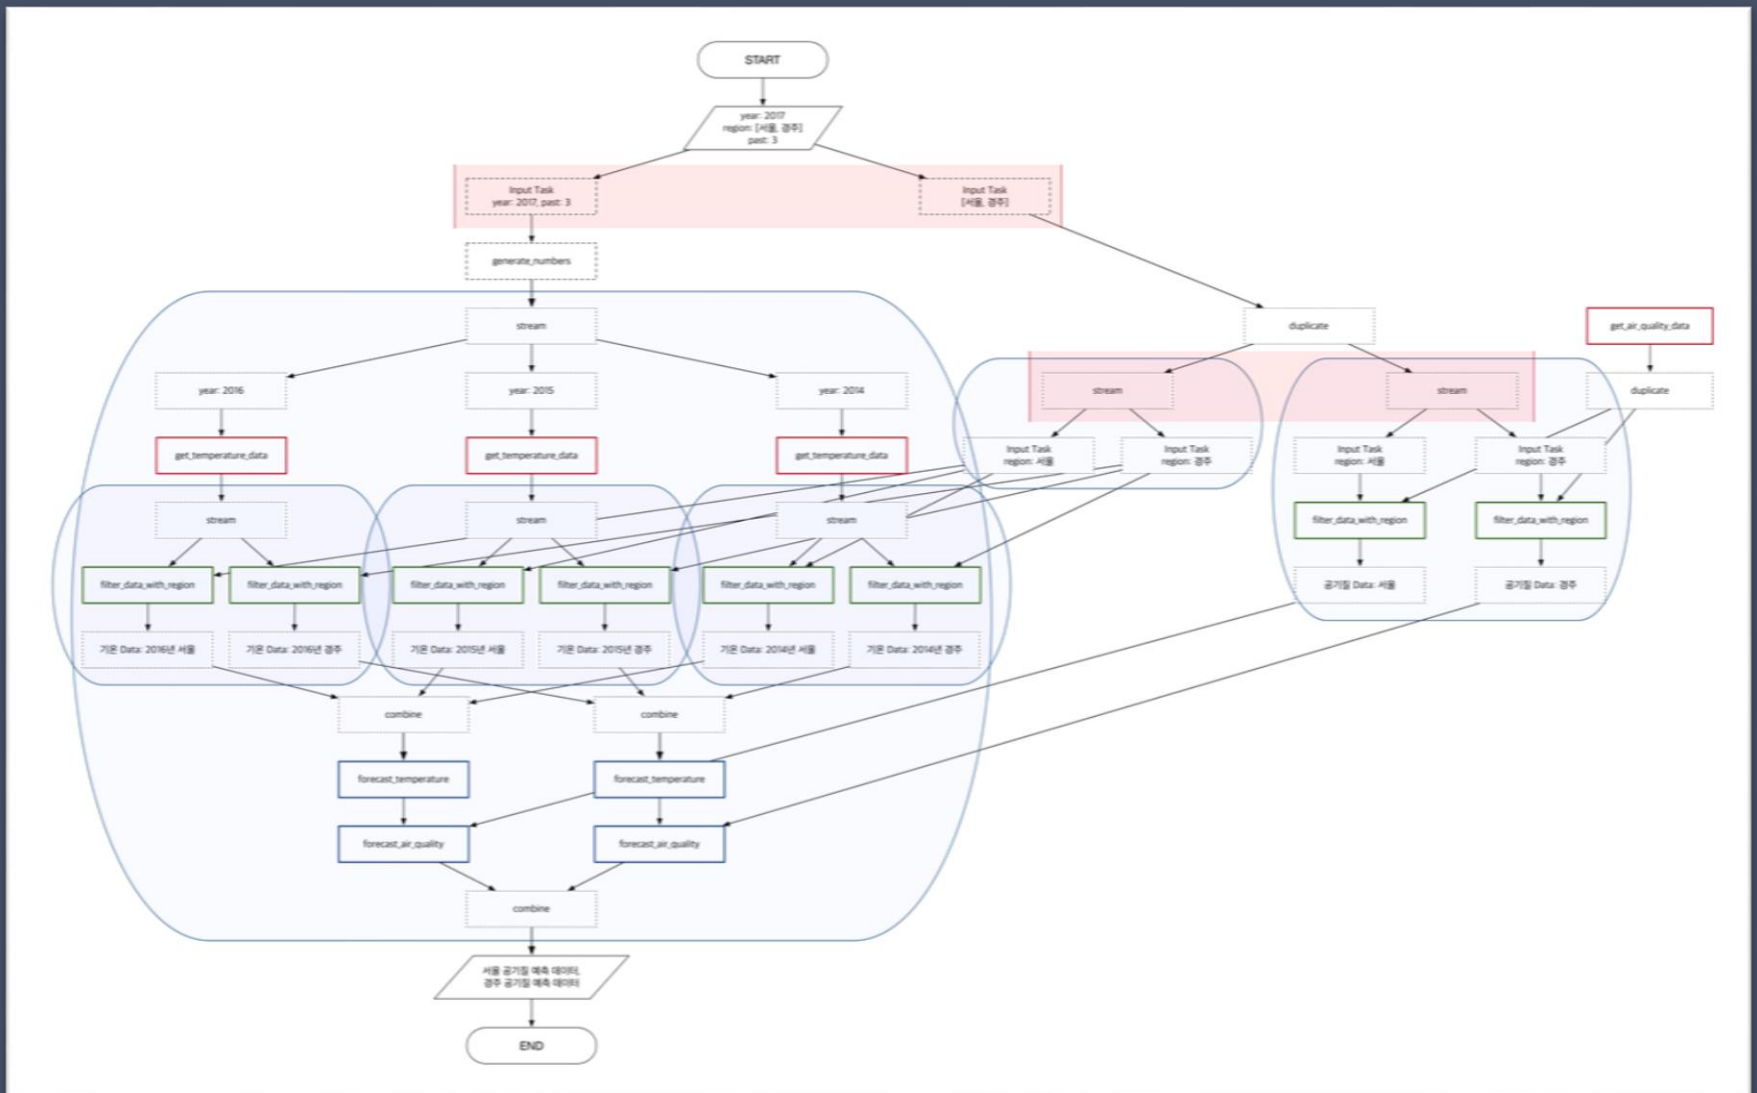 START
year: 2017
region: [서울, 경주]
past: 3
Input Task
year: 2017, past: 3
Input Task
[서울, 경주]
generate_numbers
stream
duplicate
get_air_quality_data
year: 2016
year: 2015
year: 2014
stream
stream
duplicate
get_temperature_data
get_temperature_data
get_temperature_data
Input Task
region: 서울
Input Task
region: 경주
Input Task
region: 서울
Input Task
region: 경주
stream
stream
stream
filter_data_with_region
filter_data_with_region
filter_data_with_region
filter_data_with_region
filter_data_with_region
filter_data_with_region
filter_data_with_region
filter_data_with_region
공기질 Data: 서울
공기질 Data: 경주
기온 Data: 2016년 서울
기온 Data: 2016년 경주
기온 Data: 2015년 서울
기온 Data: 2015년 경주
기온 Data: 2014년 서울
기온 Data: 2014년 경주
combine
combine
forecast_temperature
forecast_temperature
forecast_air_quality
forecast_air_quality
combine
서울 공기질 예측 데이터,
경주 공기질 예측 데이터
END